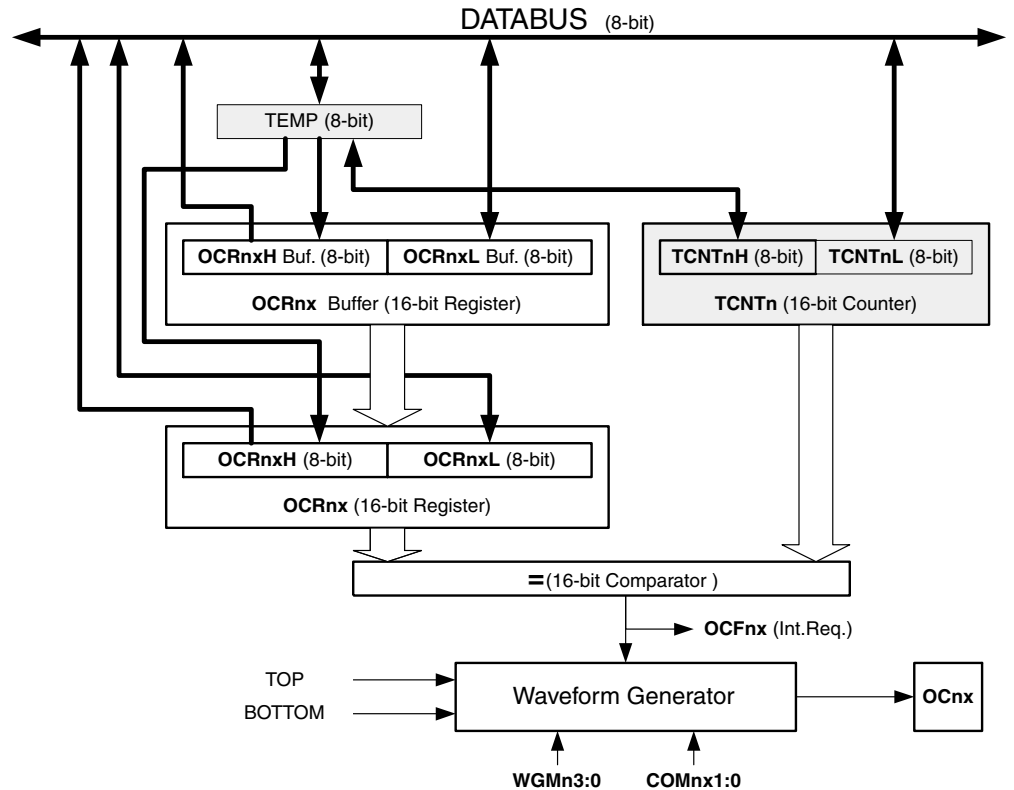 DATABUS (8-bit)
TEMP (8-bit)
OCRnxH Buf. (8-bit) OCRnxL Buf. (8-bit)
OCRnx Buffer (16-bit Register)
TCNTnH (8-bit) TCNTnL (8-bit)
TCNTn (16-bit Counter)
OCRnxH (8-bit) OCRnxL (8-bit)
OCRnx (16-bit Register)
= (16-bit Comparator )
OCFnx (Int.Req.)
TOP
BOTTOM
Waveform Generator
OCnx
WGMn3:0 COMnx1:0